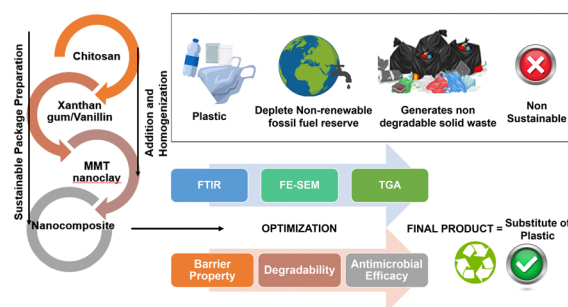 Sustainable Package Preparation
Chitosan
Xanthan
gum/Vanillin
MMT
nanoclay
Nanocomposite
Addition and
Homogenization
Plastic
Deplete Non-renewable
fossil fuel reserve
Generates non
degradable solid waste
Non
Sustainable
FTIR
FE-SEM
TGA
OPTIMIZATION
FINAL PRODUCT =
Substitute of
Plastic
Barrier
Property
Degradability
Antimicrobial
Efficacy